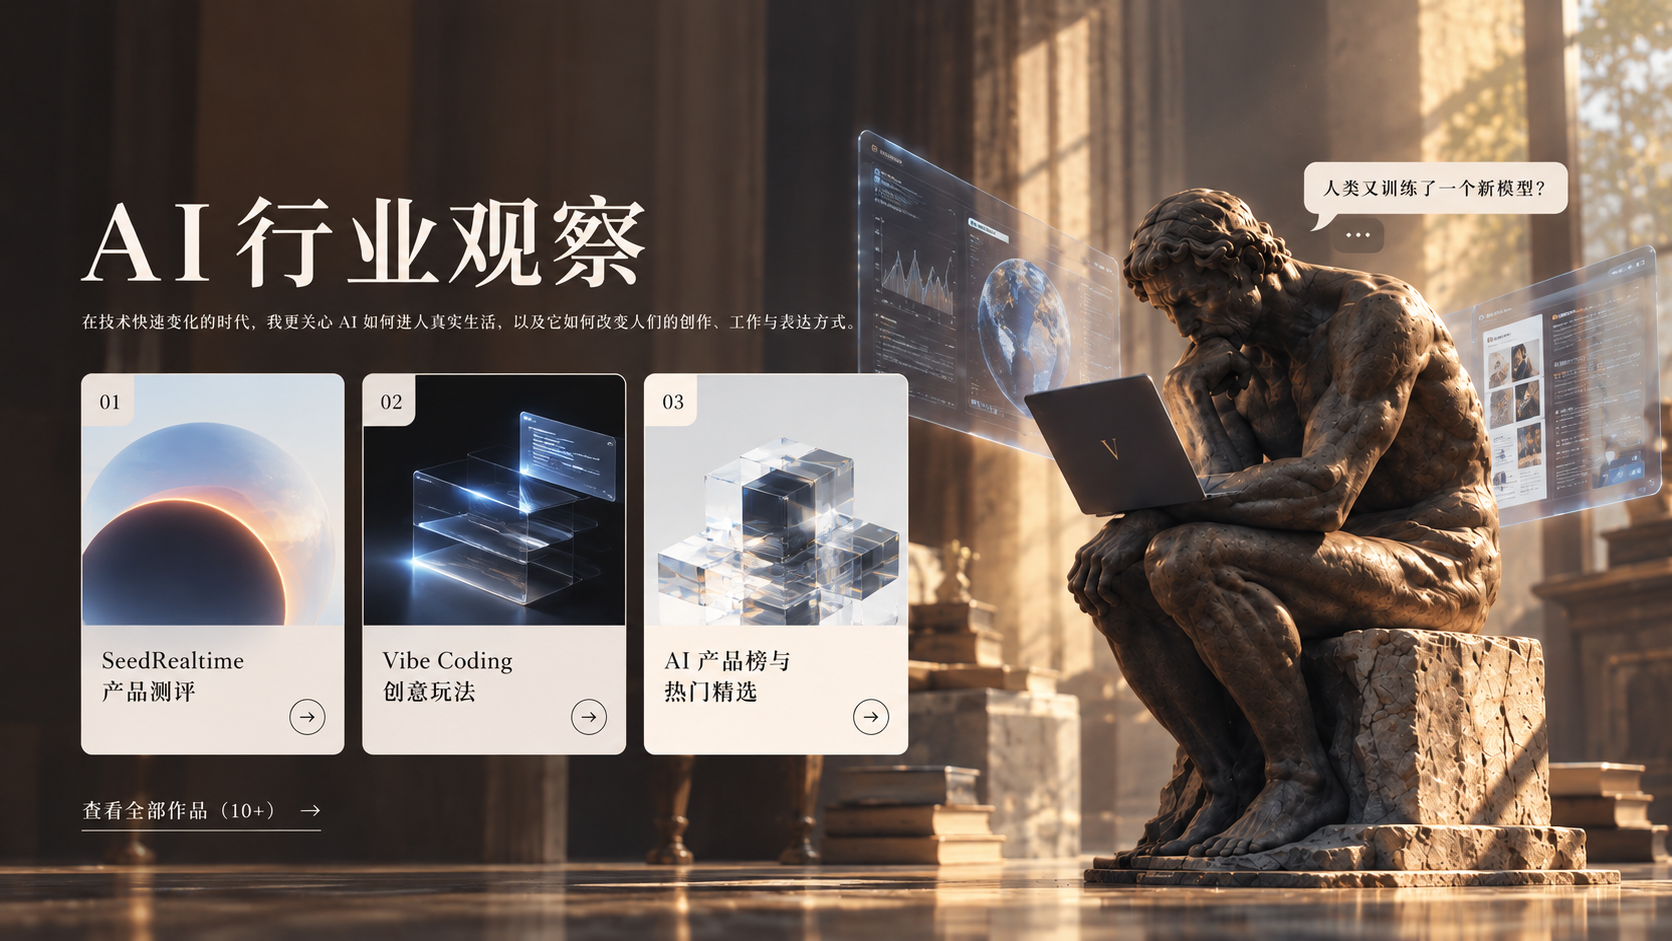 AI 行业观察
在技术快速变化的时代，我更关心 AI 如何进人真实生活，以及它如何改变人们的创作、工作与表达方式。
人类又训练了一个新模型？
...
V
01
SeedRealtime
产品测评
→
02
Vibe Coding
创意玩法
→
03
AI 产品榜与
热门精选
→
查看全部作品（10+） →